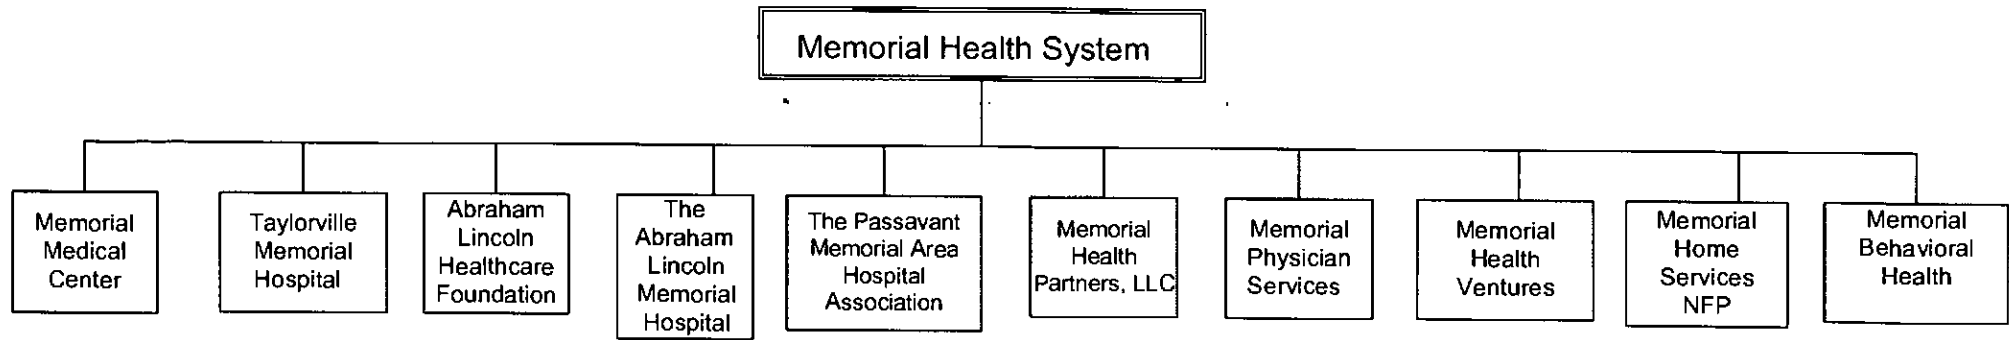 Memorial Health System
Memorial
Medical
Center
Taylorville
Memorial
Hospital
Abraham
Lincoln
Healthcare
Foundation
The
Abraham
Lincoln
Memorial
Hospital
The Passavant
Memorial Area
Hospital
Association
Memorial
Health
Partners, LLC
Memorial
Physician
Services
Memorial
Health
Ventures
Memorial
Home
Services
NFP
Memorial
Behavioral
Health